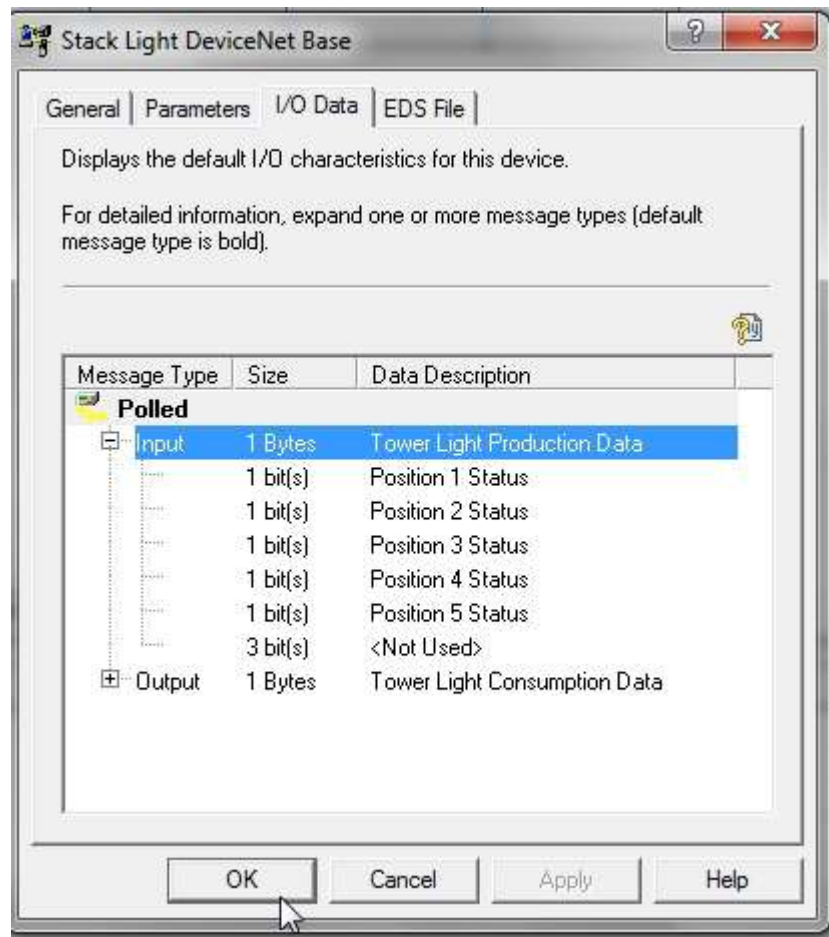 Stack Light DeviceNet Base
General Parameters I/O Data EDS File
Displays the default I/O characteristics for this device.
For detailed information, expand one or more message types (default
message type is bold).
Message Type Size Data Description
Polled
Input 1 Bytes Tower Light Production Data
1 bit(s) Position 1 Status
1 bit(s) Position 2 Status
1 bit(s) Position 3 Status
1 bit(s) Position 4 Status
1 bit(s) Position 5 Status
3 bit(s) <Not Used>
Output 1 Bytes Tower Light Consumption Data
OK Cancel Apply Help